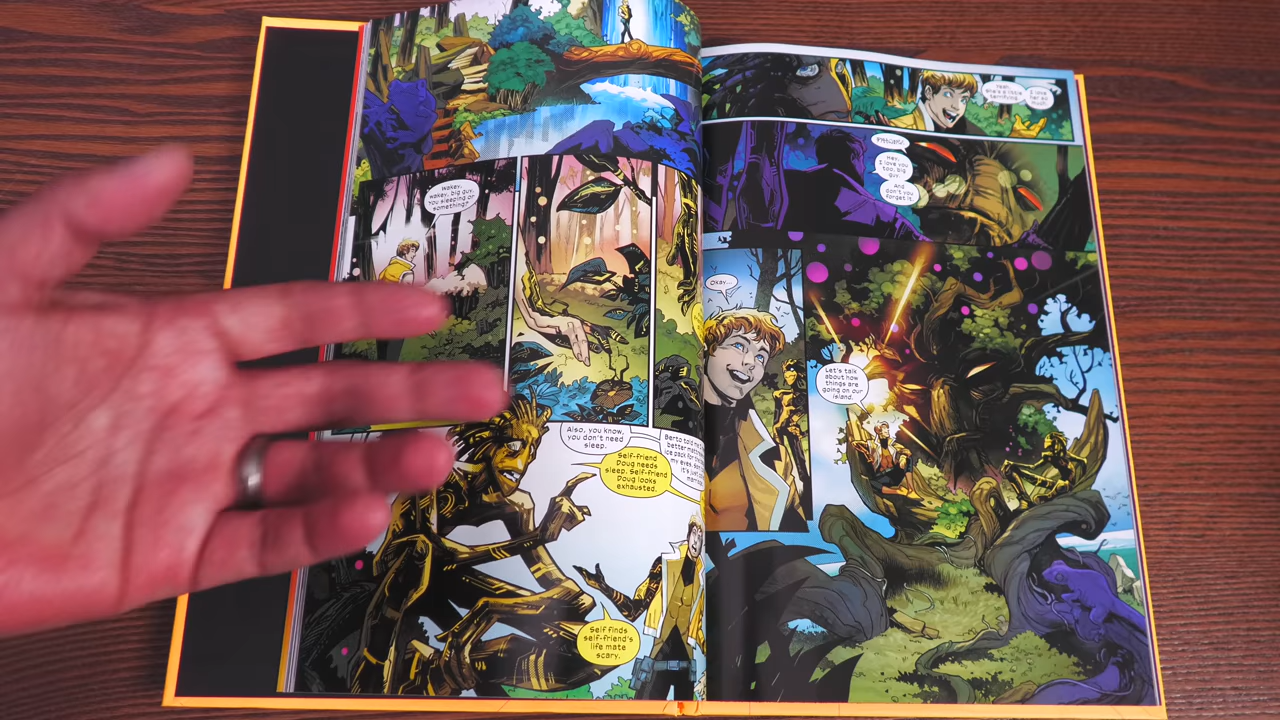 Wakey,
wakey, big guy.
You sleeping or
something?
Also, you know,
you don't need
sleep.
Self-friend
Doug needs
sleep. Self-friend
Doug looks
exhausted.
Berto told me
better
ice pack for
my eyes.
it's just
Self finds
self-friend's
life mate
scary.
Yeah,
she's a little
terrifying.
I love
her so
much.
Hey,
I love you
too, big
guy.
And
don't you
forget it.
Okay...
Let's talk
about how
things are
going on our
island.